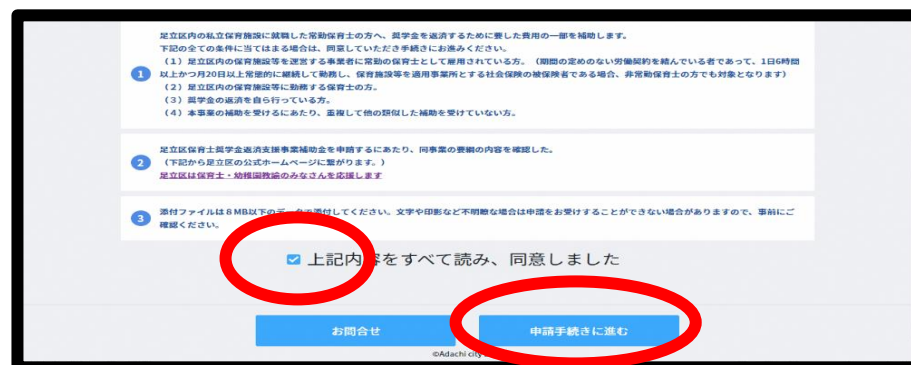 足立区内の私立保育施設に就職した常勤保育士の方へ、奨学金を返済するために要した費用の一部を補助します。
下記の全ての条件に当てはまる場合は、同意していただき手続きにお進みください。
（１）足立区内の保育施設等を運営する事業者に常勤の保育士として雇用されている方。（期間の定めのない労働契約を結んでいる者であって、1日6時間
1
以上かつ月20日以上常態的に継続して勤務し、保育施設等を適用事業所とする社会保険の被保険者である場合、非常勤保育士の方でも対象となります）
（２）足立区内の保育施設等に勤務する保育士の方。
（３）奨学金の返済を自ら行っている方。
（４）本事業の補助を受けるにあたり、重複して他の類似した補助を受けていない方。
足立区保育士奨学金返済支援事業補助金を申請するにあたり、同事業の要綱の内容を確認した。
2
（下記から足立区の公式ホームページに繋がります。）
足立区は保育士・幼稚園教諭のみなさんを応援します
3
添付ファイルは８MB以下のデータで添付してください。文字や印影など不明瞭な場合は申請をお受けすることができない場合がありますので、事前にご
確認ください。
上記内容をすべて読み、同意しました
お問合せ
申請手続きに進む
©Adachi city